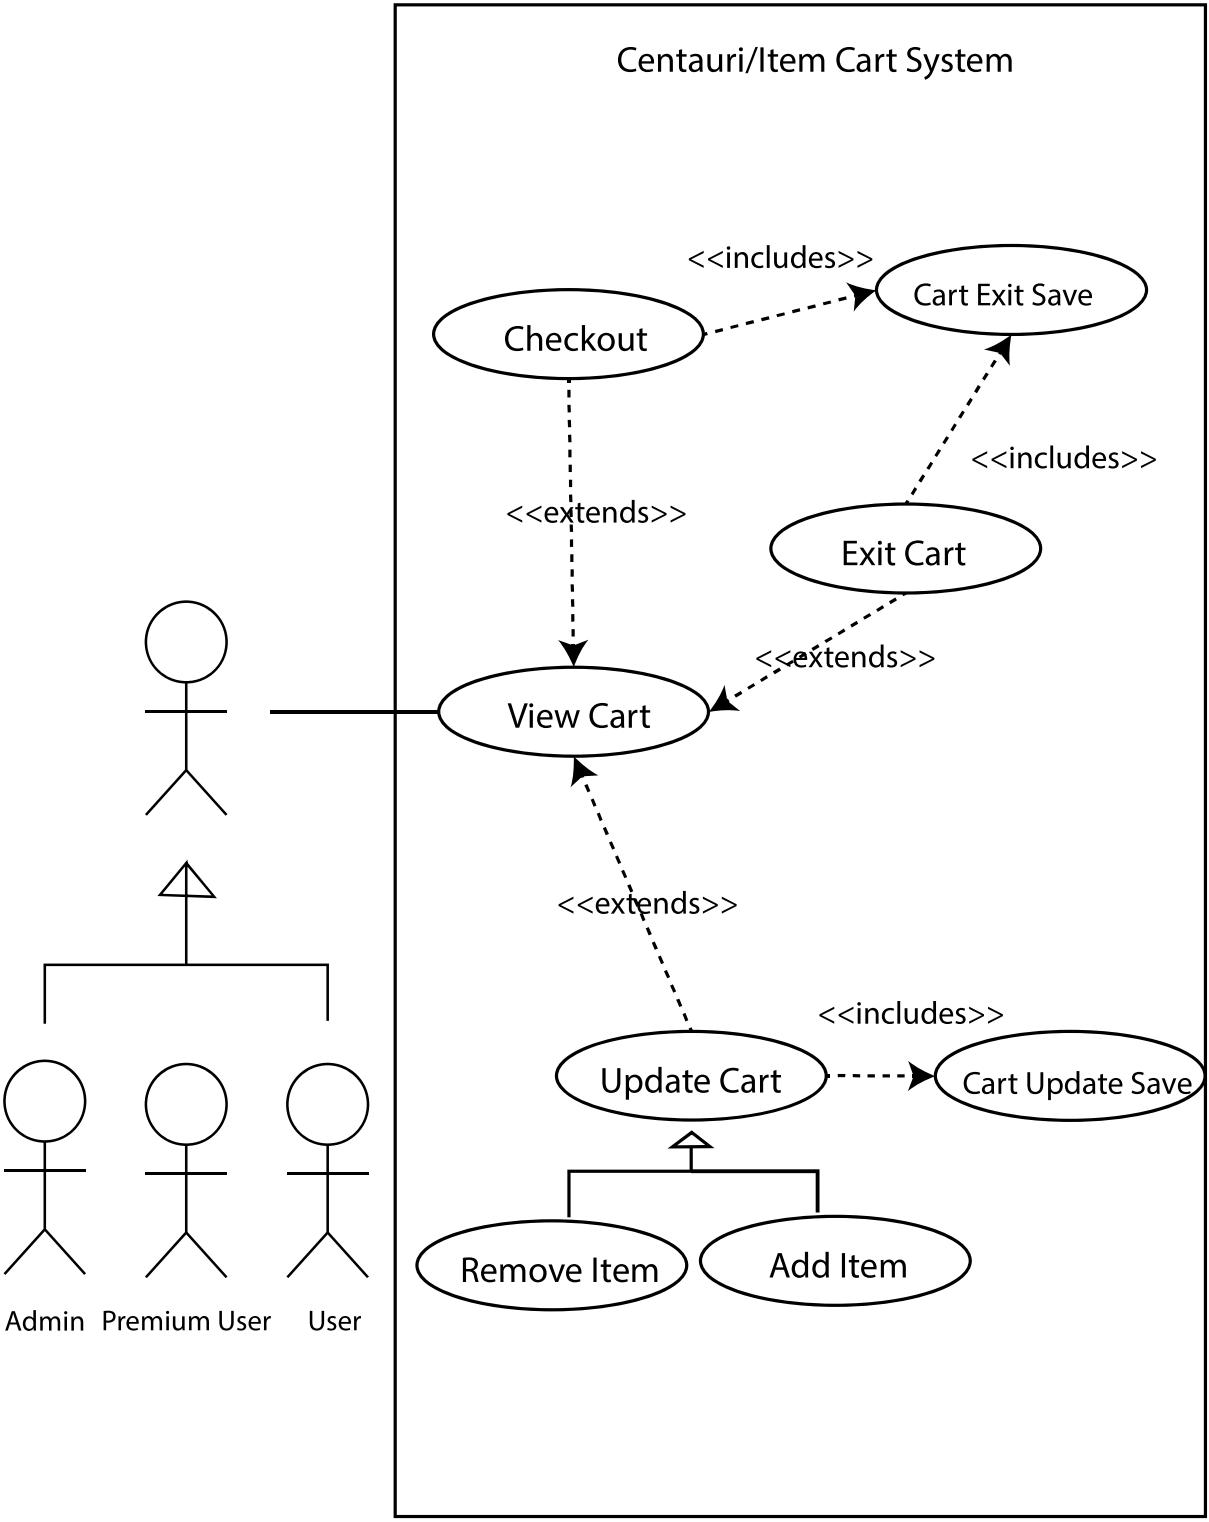 Centauri/Item Cart System
<<includes>>
Cart Exit Save
Checkout
<<includes>>
<<extends>>
Exit Cart
<<extends>>
View Cart
<<extends>>
<<includes>>
Update Cart
Cart Update Save
Remove Item
Add Item
Admin
Premium User
User